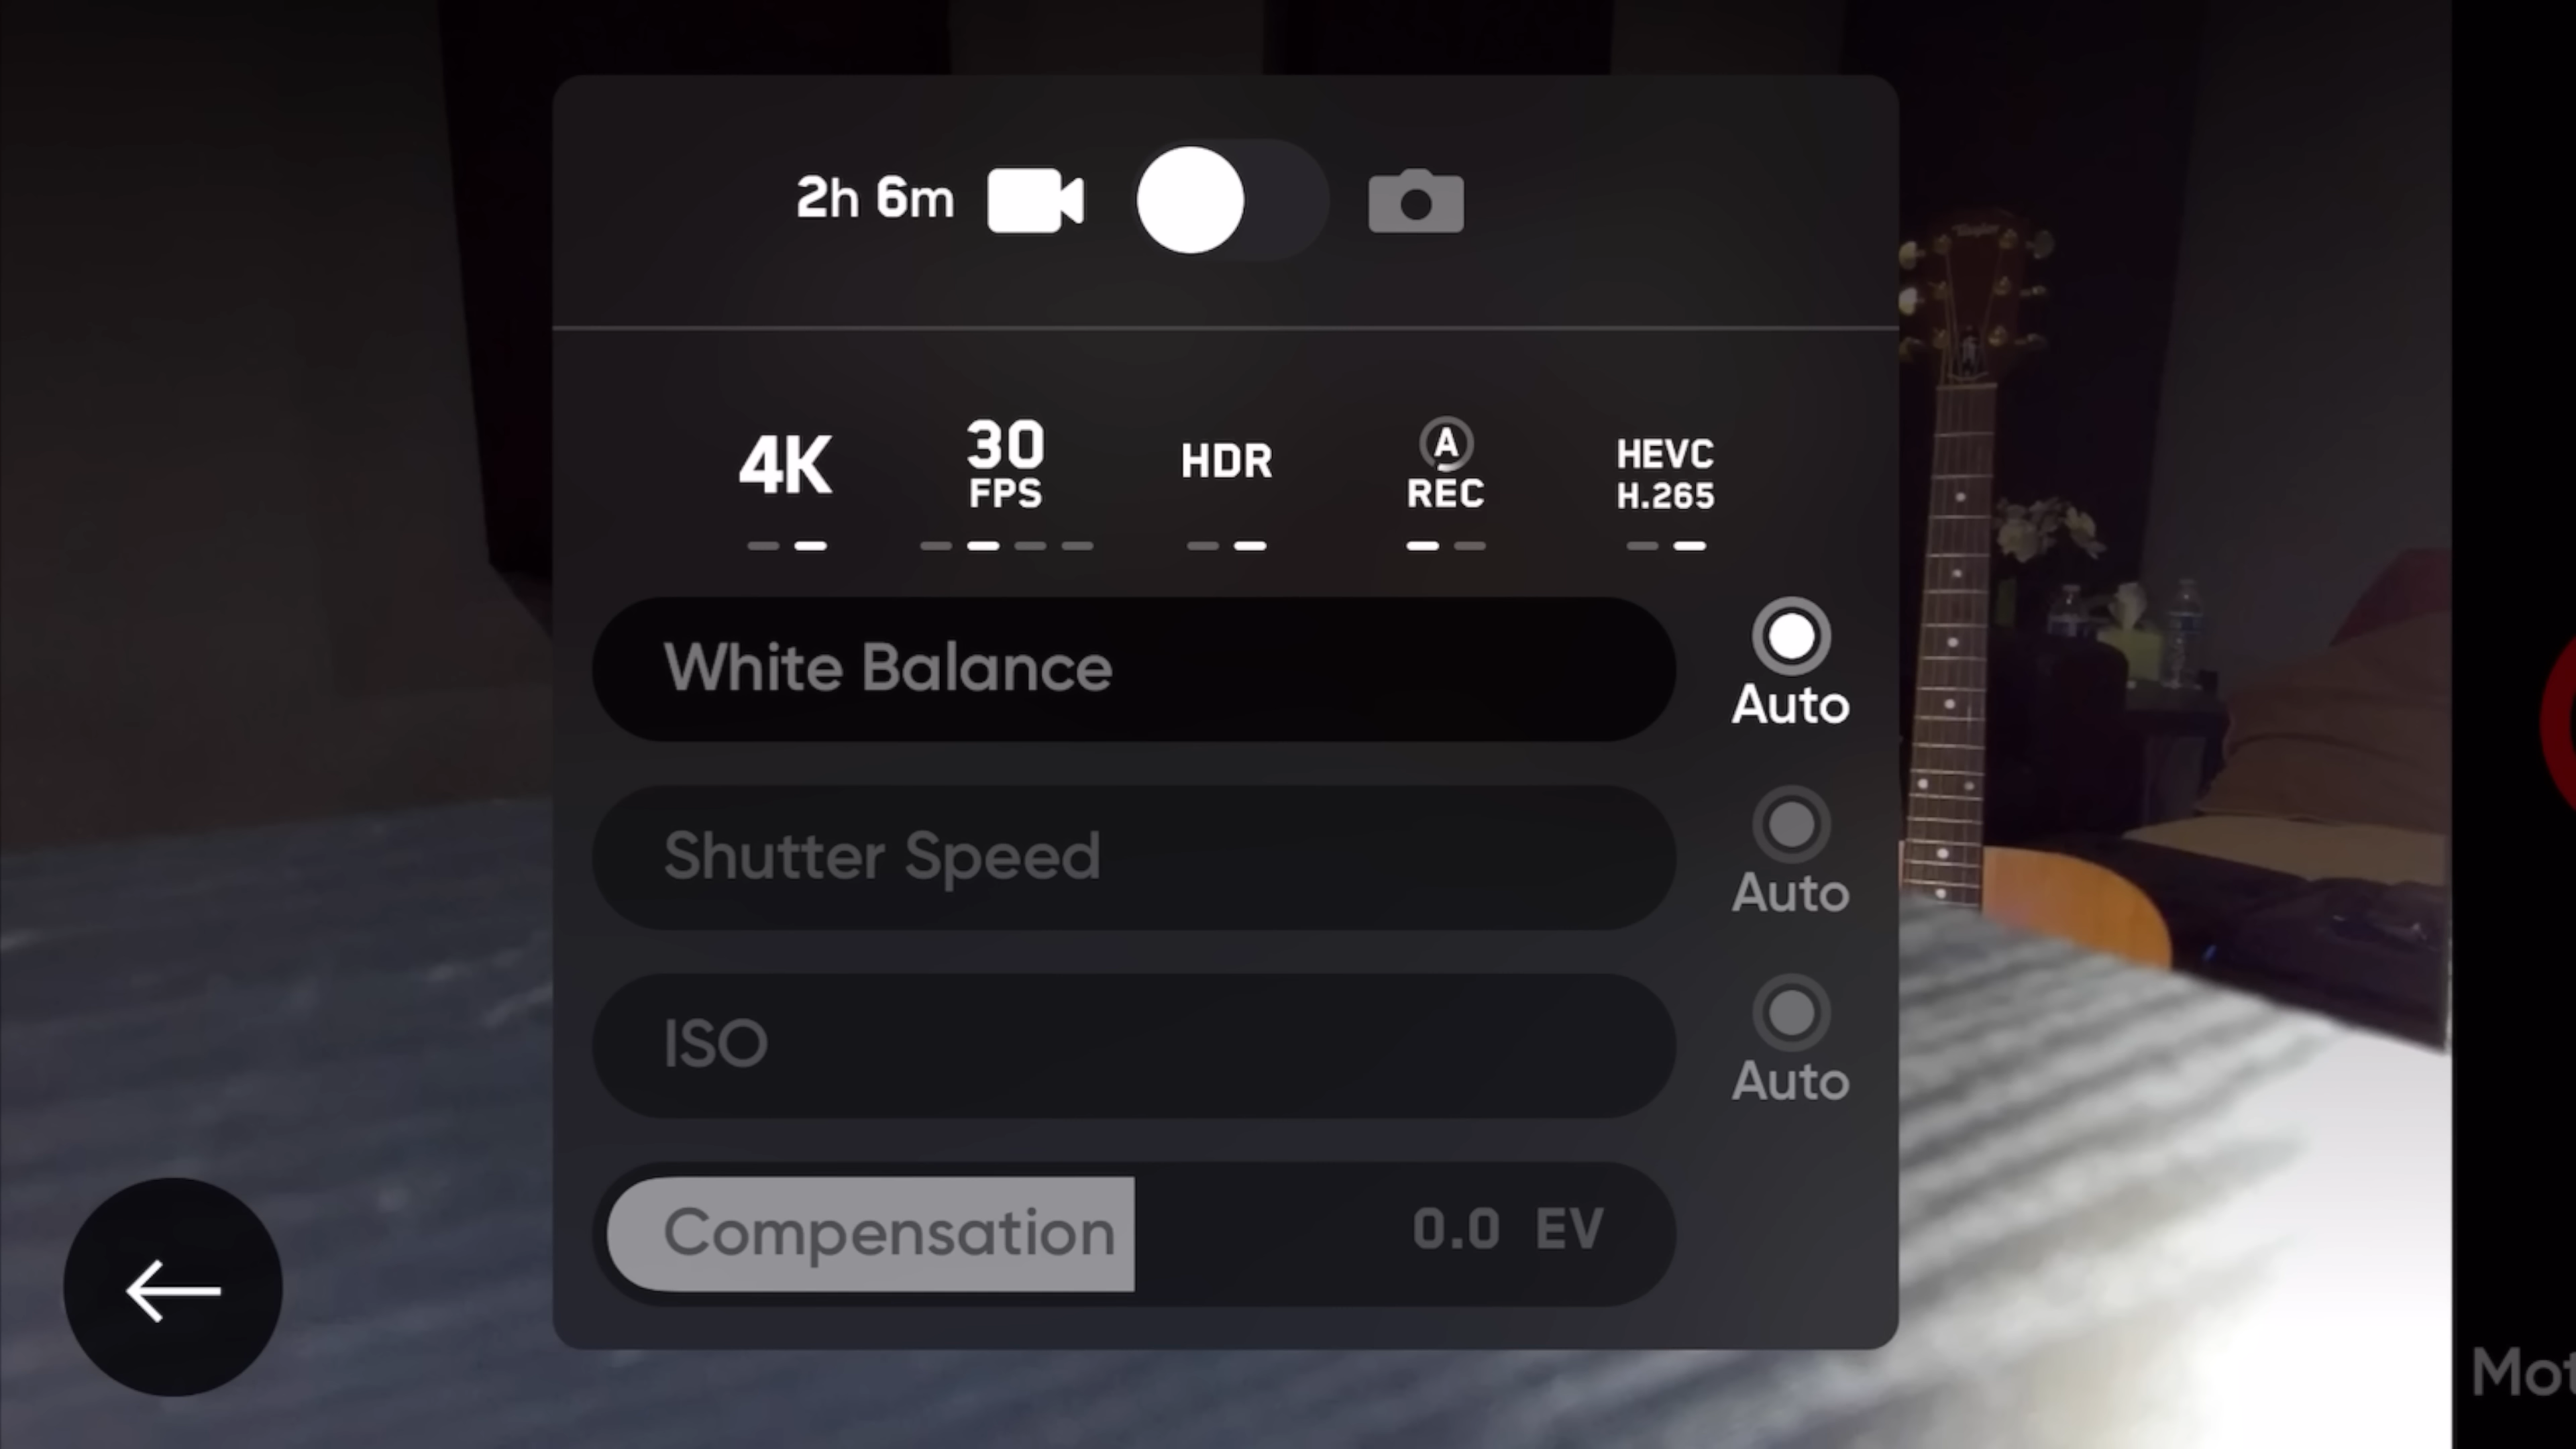 2h 6m
4K
30
FPS
HDR
A
REC
HEVC
H.265
White Balance
Auto
Shutter Speed
Auto
ISO
Auto
Compensation
0.0 EV
Taylor